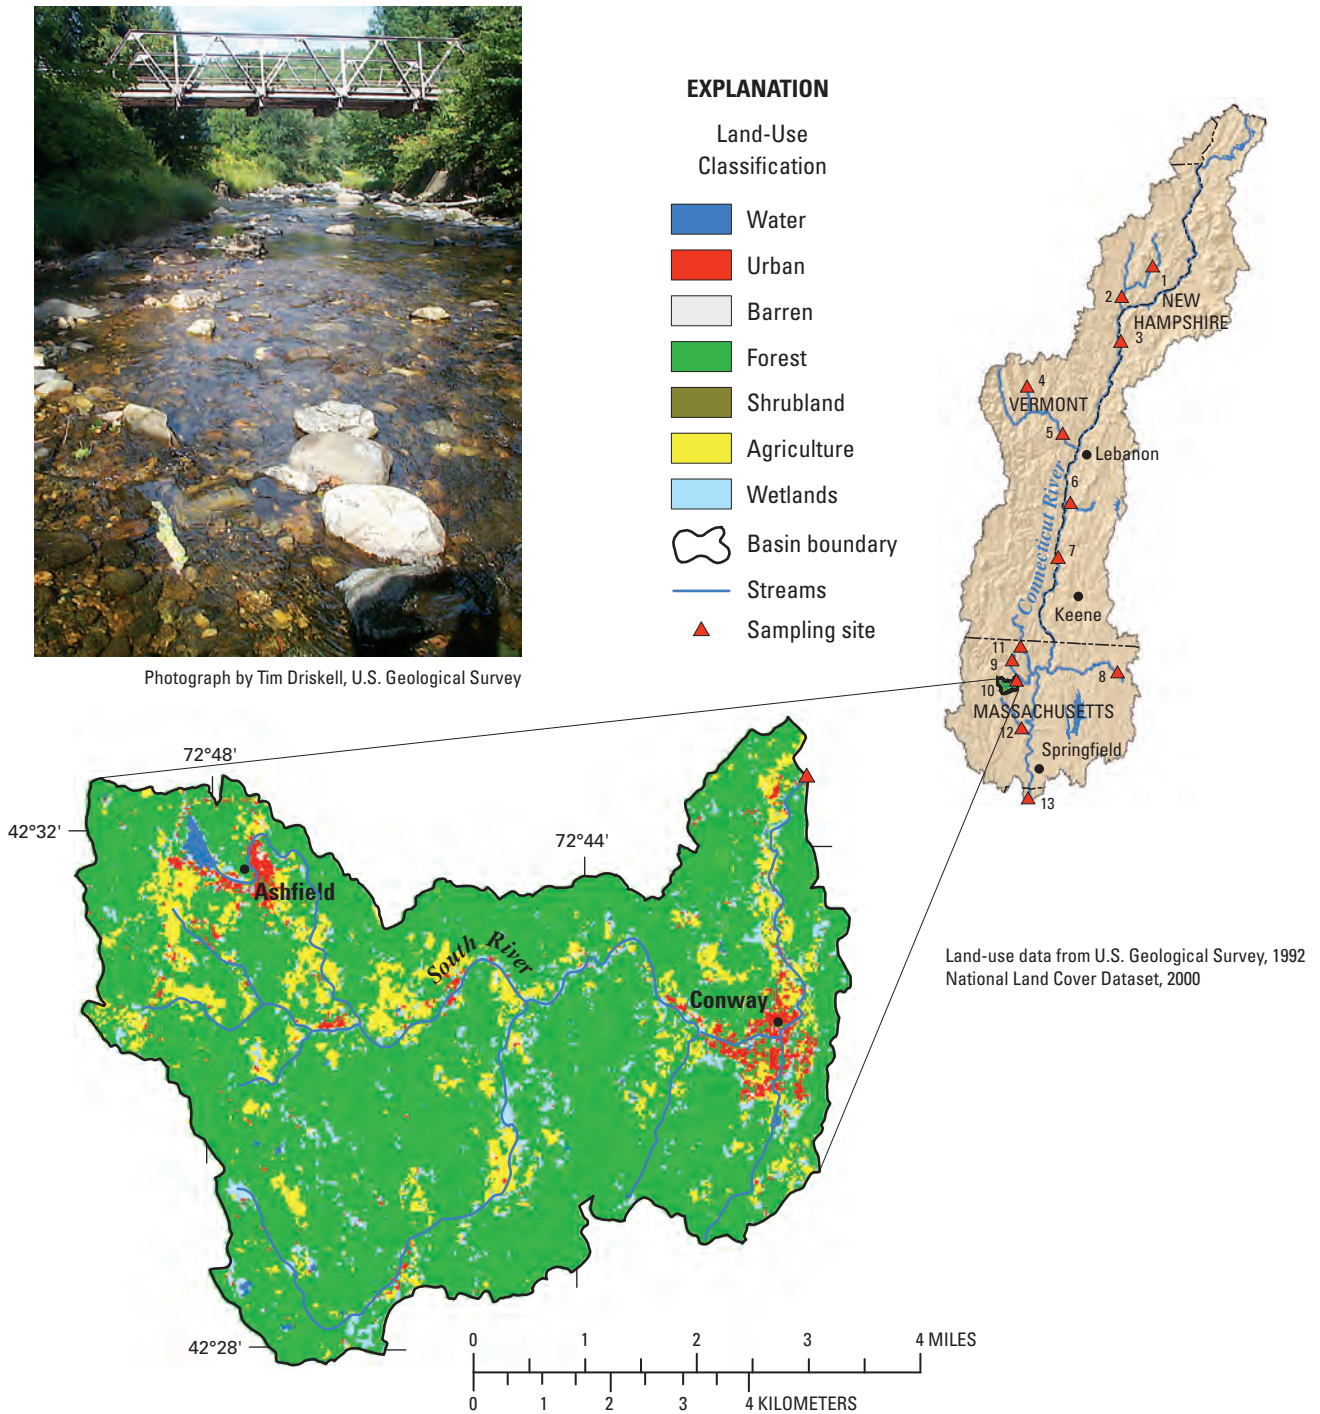 Photograph by Tim Driskell, U.S. Geological Survey
EXPLANATION
Land-Use
Classification
Water
Urban
Barren
Forest
Shrubland
Agriculture
Wetlands
Basin boundary
Streams
Sampling site
1
2
NEW
HAMPSHIRE
3
4
VERMONT
5
Lebanon
6
Connecticut River
7
Keene
11
9
8
10
MASSACHUSETTS
12
Springfield
13
72°48'
42°32'
72°44'
Ashfield
South River
Conway
42°28'
Land-use data from U.S. Geological Survey, 1992
National Land Cover Dataset, 2000
0 1 2 3 4 MILES
0 1 2 3 4 KILOMETERS